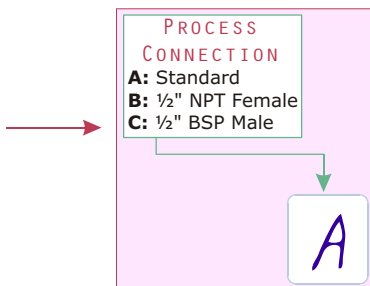 PROCESS
CONNECTION
A: Standard
B: ½" NPT Female
C: ½" BSP Male
A